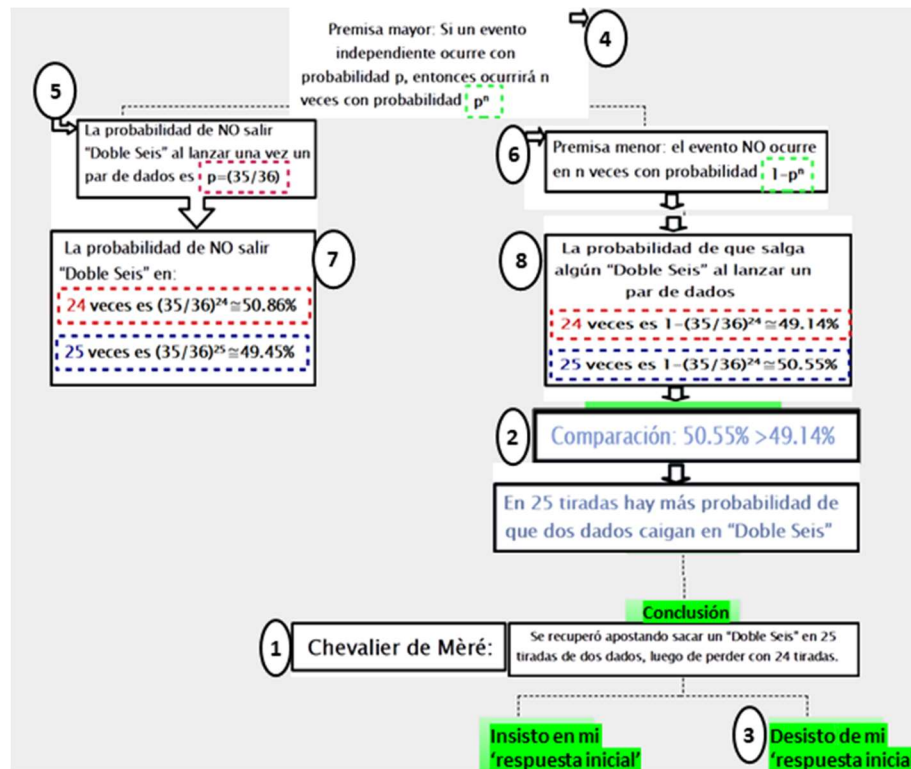 Premisa mayor: Si un evento
independiente ocurre con
probabilidad p, entonces ocurrirá n
veces con probabilidad pⁿ
4
5
La probabilidad de NO salir
"Doble Seis" al lanzar una vez un
par de dados es p=(35/36)
6
Premisa menor: el evento NO ocurre
en n veces con probabilidad 1-pⁿ
7
La probabilidad de NO salir
"Doble Seis" en:
24 veces es (35/36)²⁴≅50.86%
25 veces es (35/36)²⁵≅49.45%
8
La probabilidad de que salga
algún "Doble Seis" al lanzar un
par de dados
24 veces es 1-(35/36)²⁴≅49.14%
25 veces es 1-(35/36)²⁴≅50.55%
2
Comparación: 50.55% >49.14%
En 25 tiradas hay más probabilidad de
que dos dados caigan en "Doble Seis"
Conclusión
1
Chevalier de Mèré:
Se recuperó apostando sacar un "Doble Seis" en 25
tiradas de dos dados, luego de perder con 24 tiradas.
Insisto en mi
'respuesta inicial'
3
Desisto de mi
'respuesta inicia